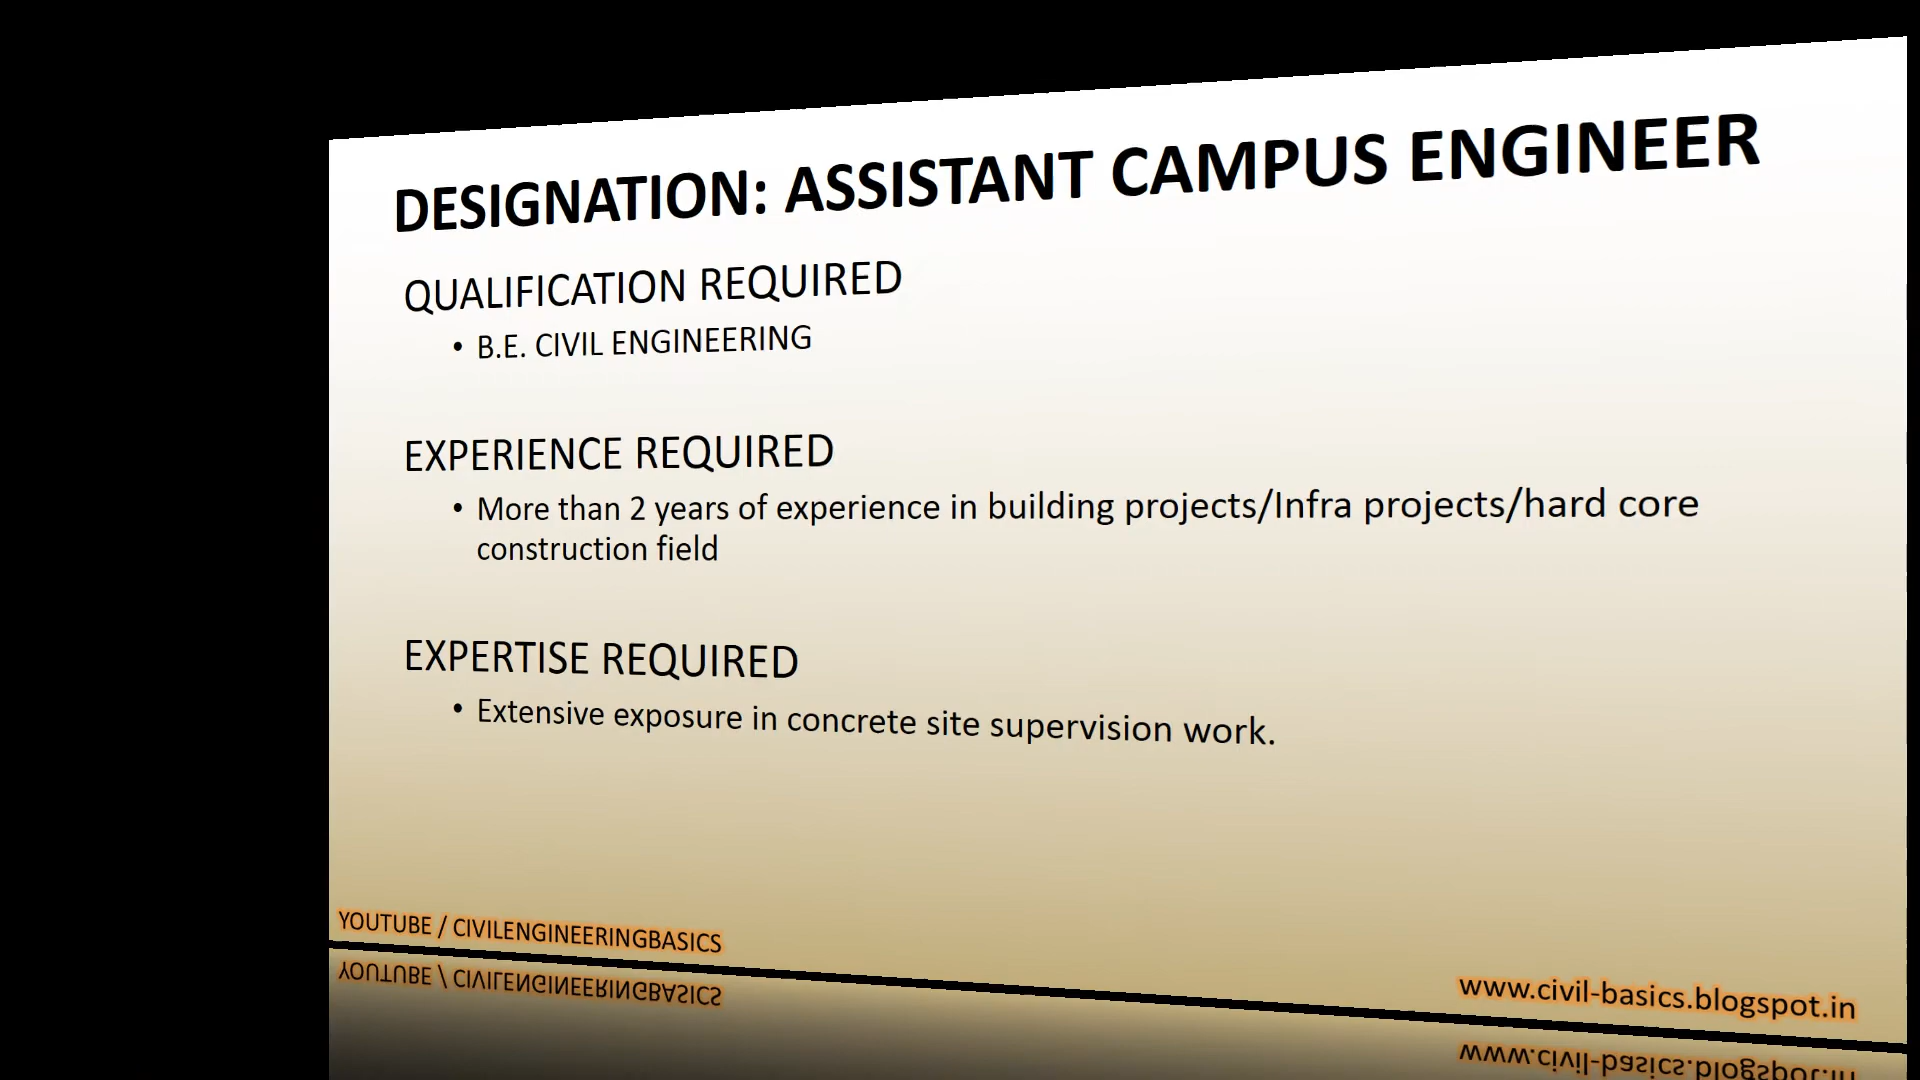 DESIGNATION: ASSISTANT CAMPUS ENGINEER
QUALIFICATION REQUIRED
• B.E. CIVIL ENGINEERING
EXPERIENCE REQUIRED
• More than 2 years of experience in building projects/Infra projects/hard core
construction field
EXPERTISE REQUIRED
• Extensive exposure in concrete site supervision work.
YOUTUBE / CIVILENGINEERINGBASICS
www.civil-basics.blogspot.in